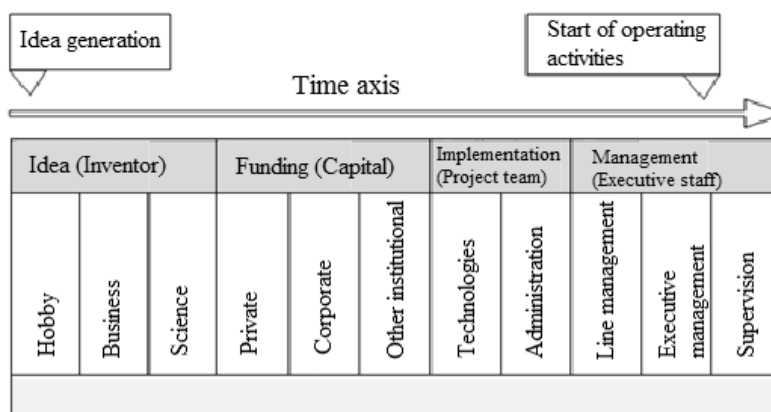 Idea generation
Start of operating
activities
Time axis
Idea (Inventor)
Funding (Capital)
Implementation
(Project team)
Management
(Executive staff)
Hobby
Business
Science
Private
Corporate
Other institutional
Technologies
Administration
Line management
Executive
management
Supervision